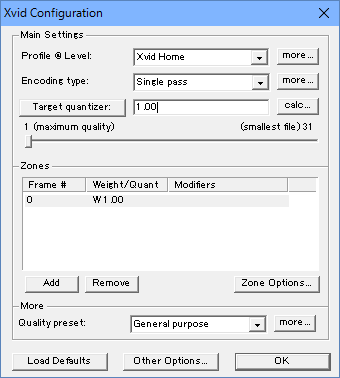 Xvid Configuration
Main Settings
Profile @ Level: Xvid Home more...
Encoding type: Single pass more...
Target quantizer: 1.00 calc...
1 (maximum quality) (smallest file) 31
Zones
Frame # Weight/Quant Modifiers
0 W 1.00
Add Remove Zone Options...
More
Quality preset: General purpose more...
Load Defaults Other Options... OK